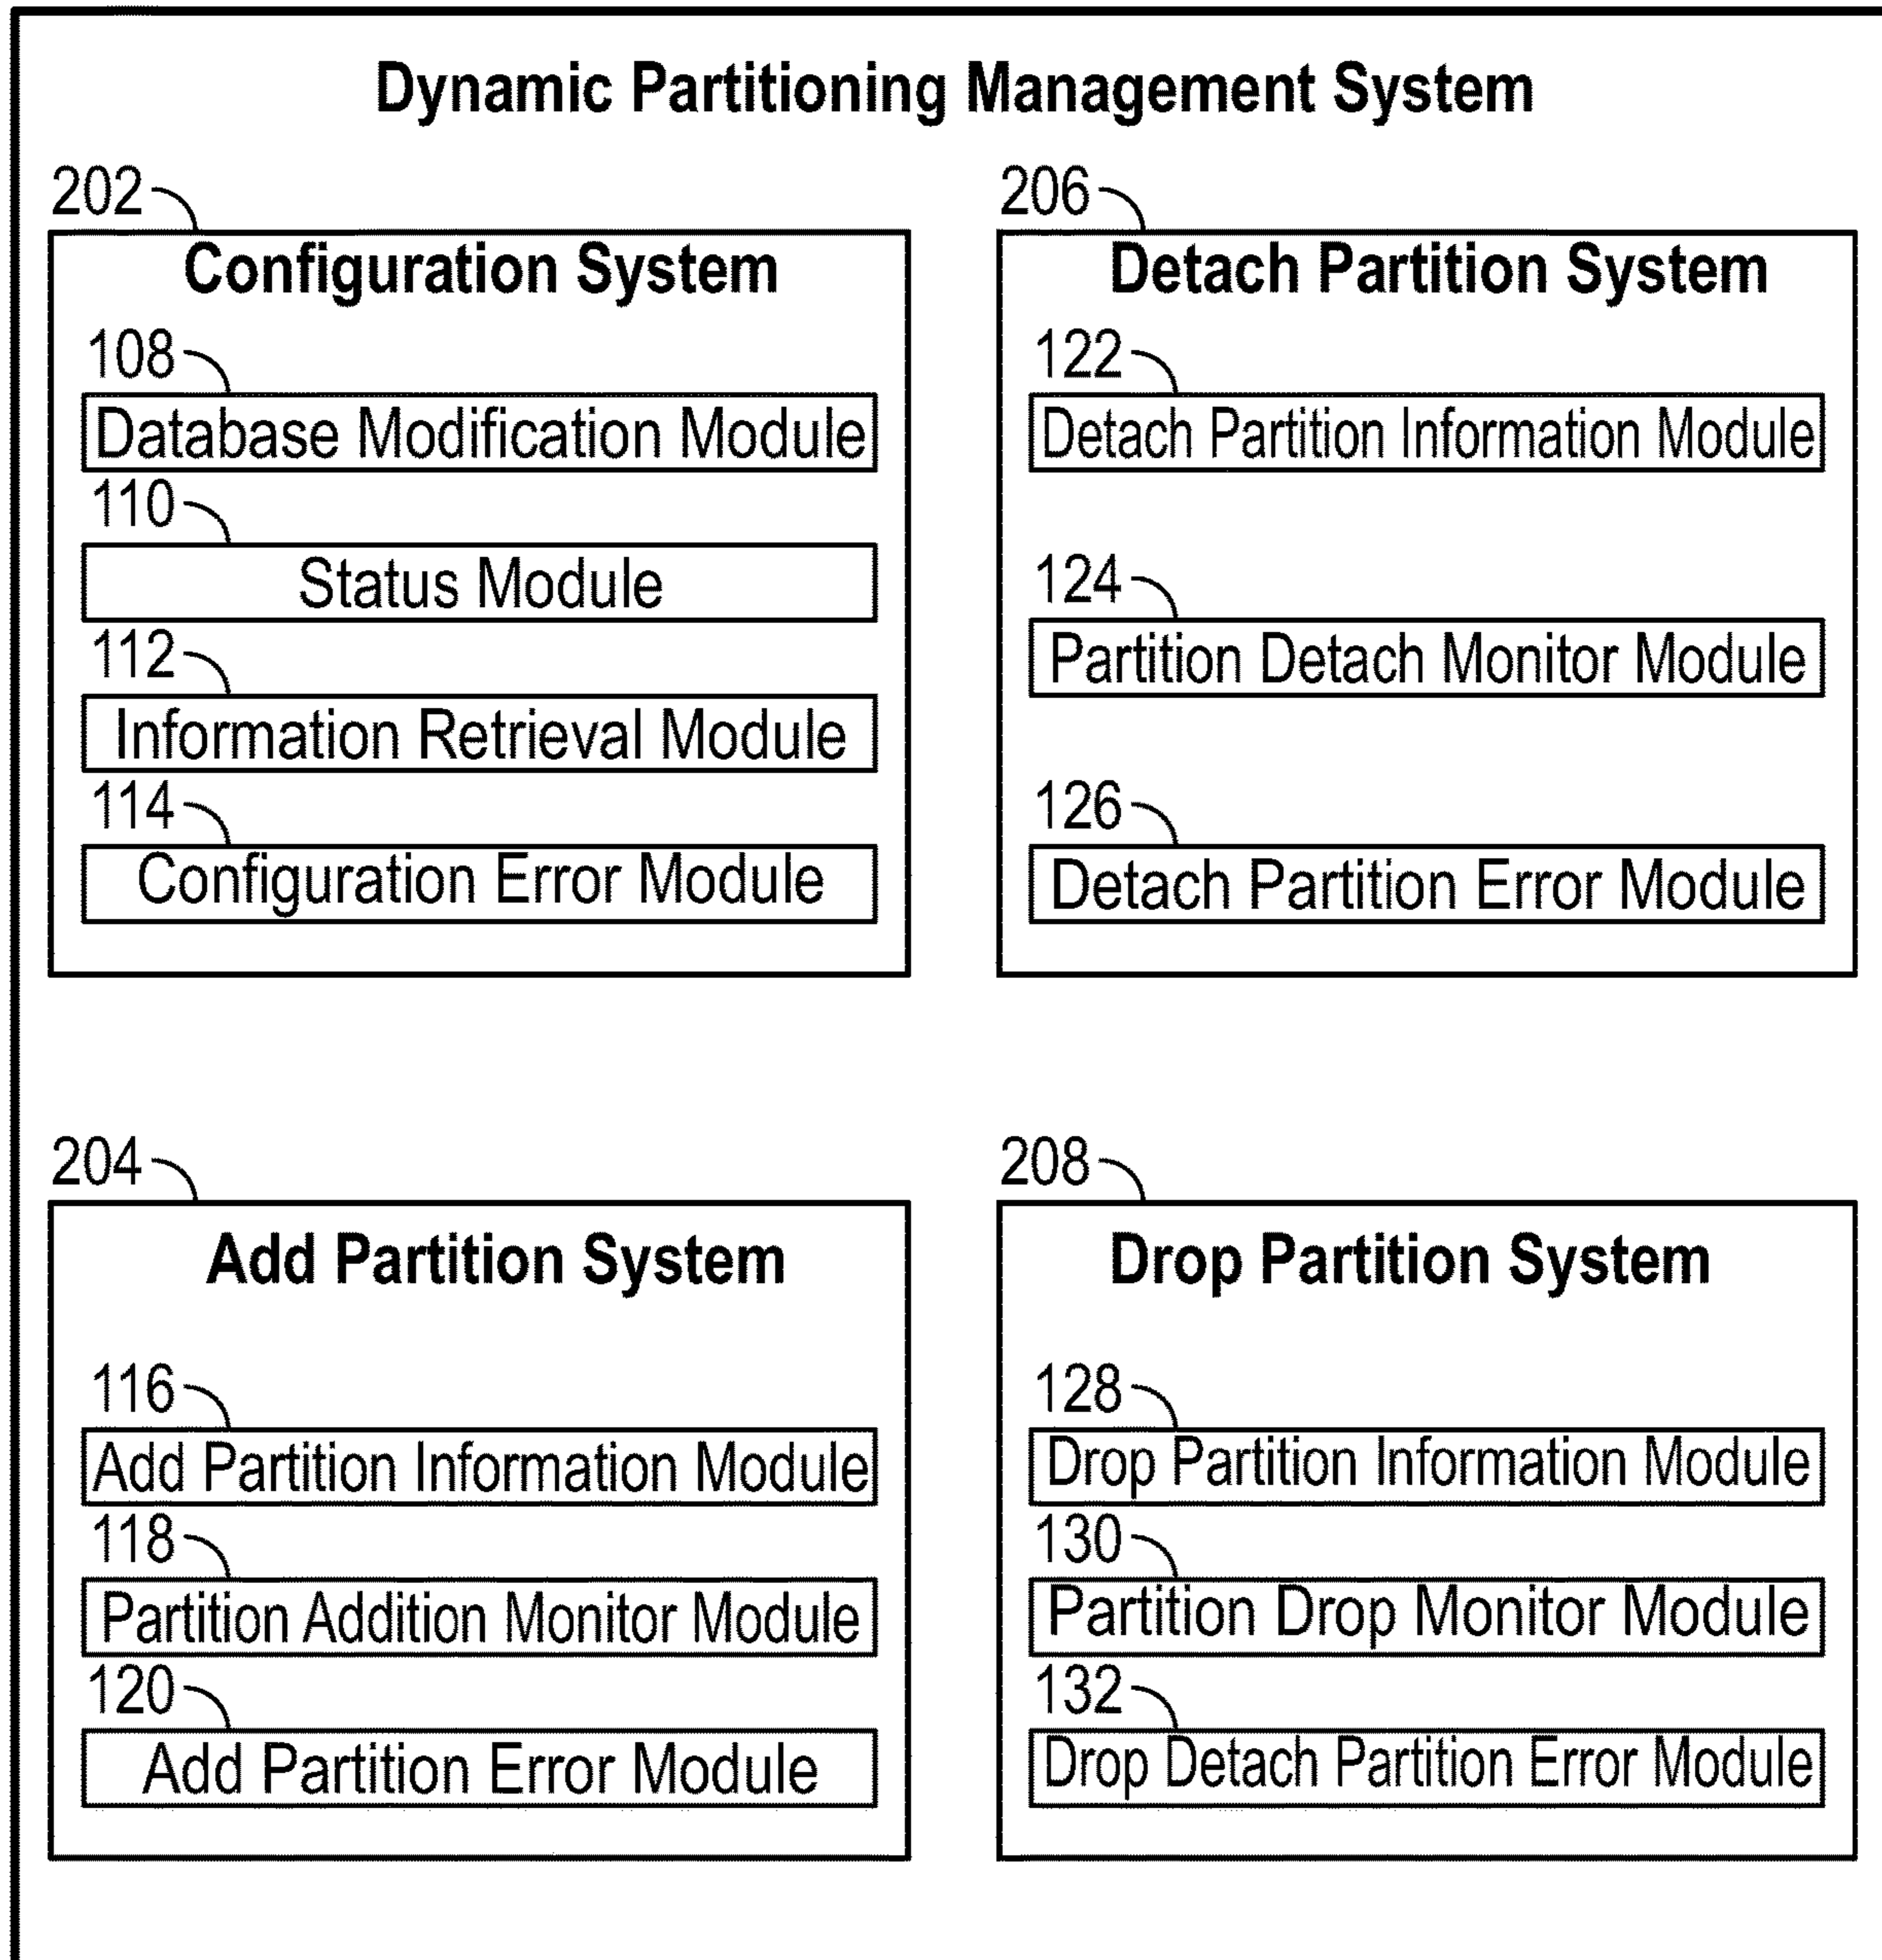 Dynamic Partitioning Management System
202
Configuration System
108
Database Modification Module
110
Status Module
112
Information Retrieval Module
114
Configuration Error Module
206
Detach Partition System
122
Detach Partition Information Module
124
Partition Detach Monitor Module
126
Detach Partition Error Module
204
Add Partition System
116
Add Partition Information Module
118
Partition Addition Monitor Module
120
Add Partition Error Module
208
Drop Partition System
128
Drop Partition Information Module
130
Partition Drop Monitor Module
132
Drop Detach Partition Error Module